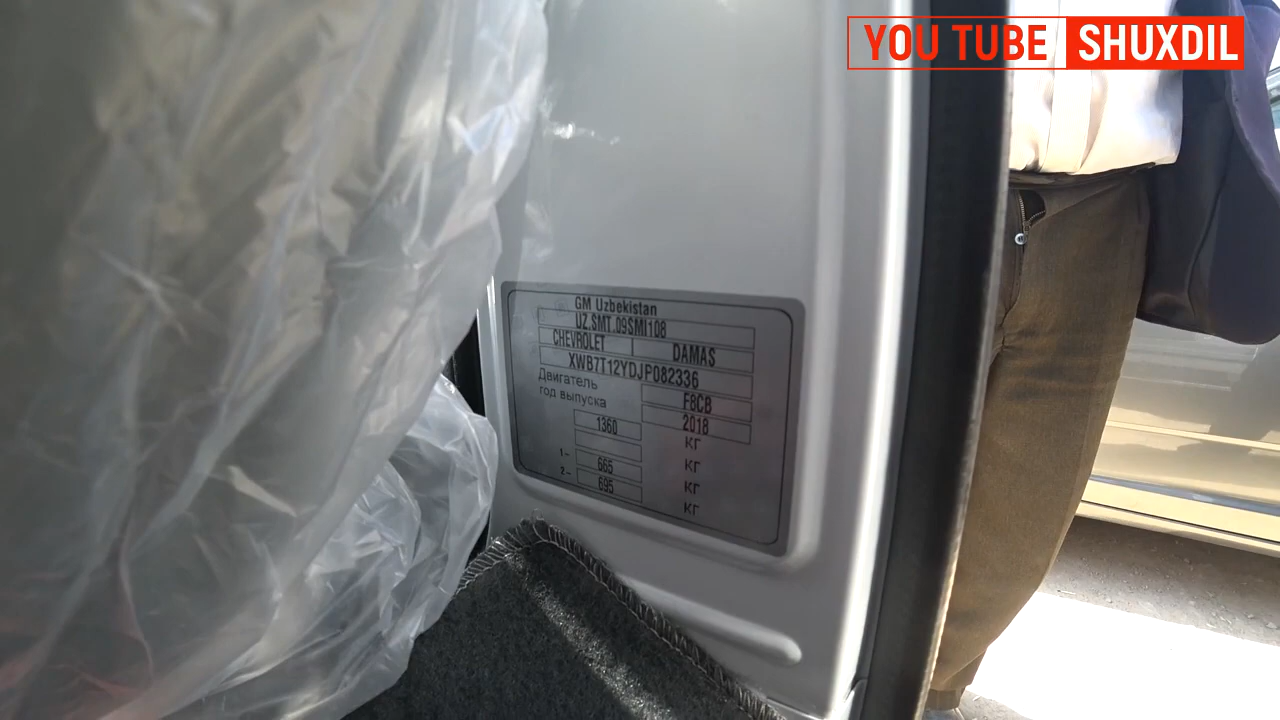 YOU TUBE SHUXDIL
GM Uzbekistan
UZ.SMT.09SMI108
CHEVROLET DAMAS
XWB7T12YDJP082336
Двигатель F8CB
год выпуска 2018
1360 кг
кг
1- 665 кг
2- 695 кг